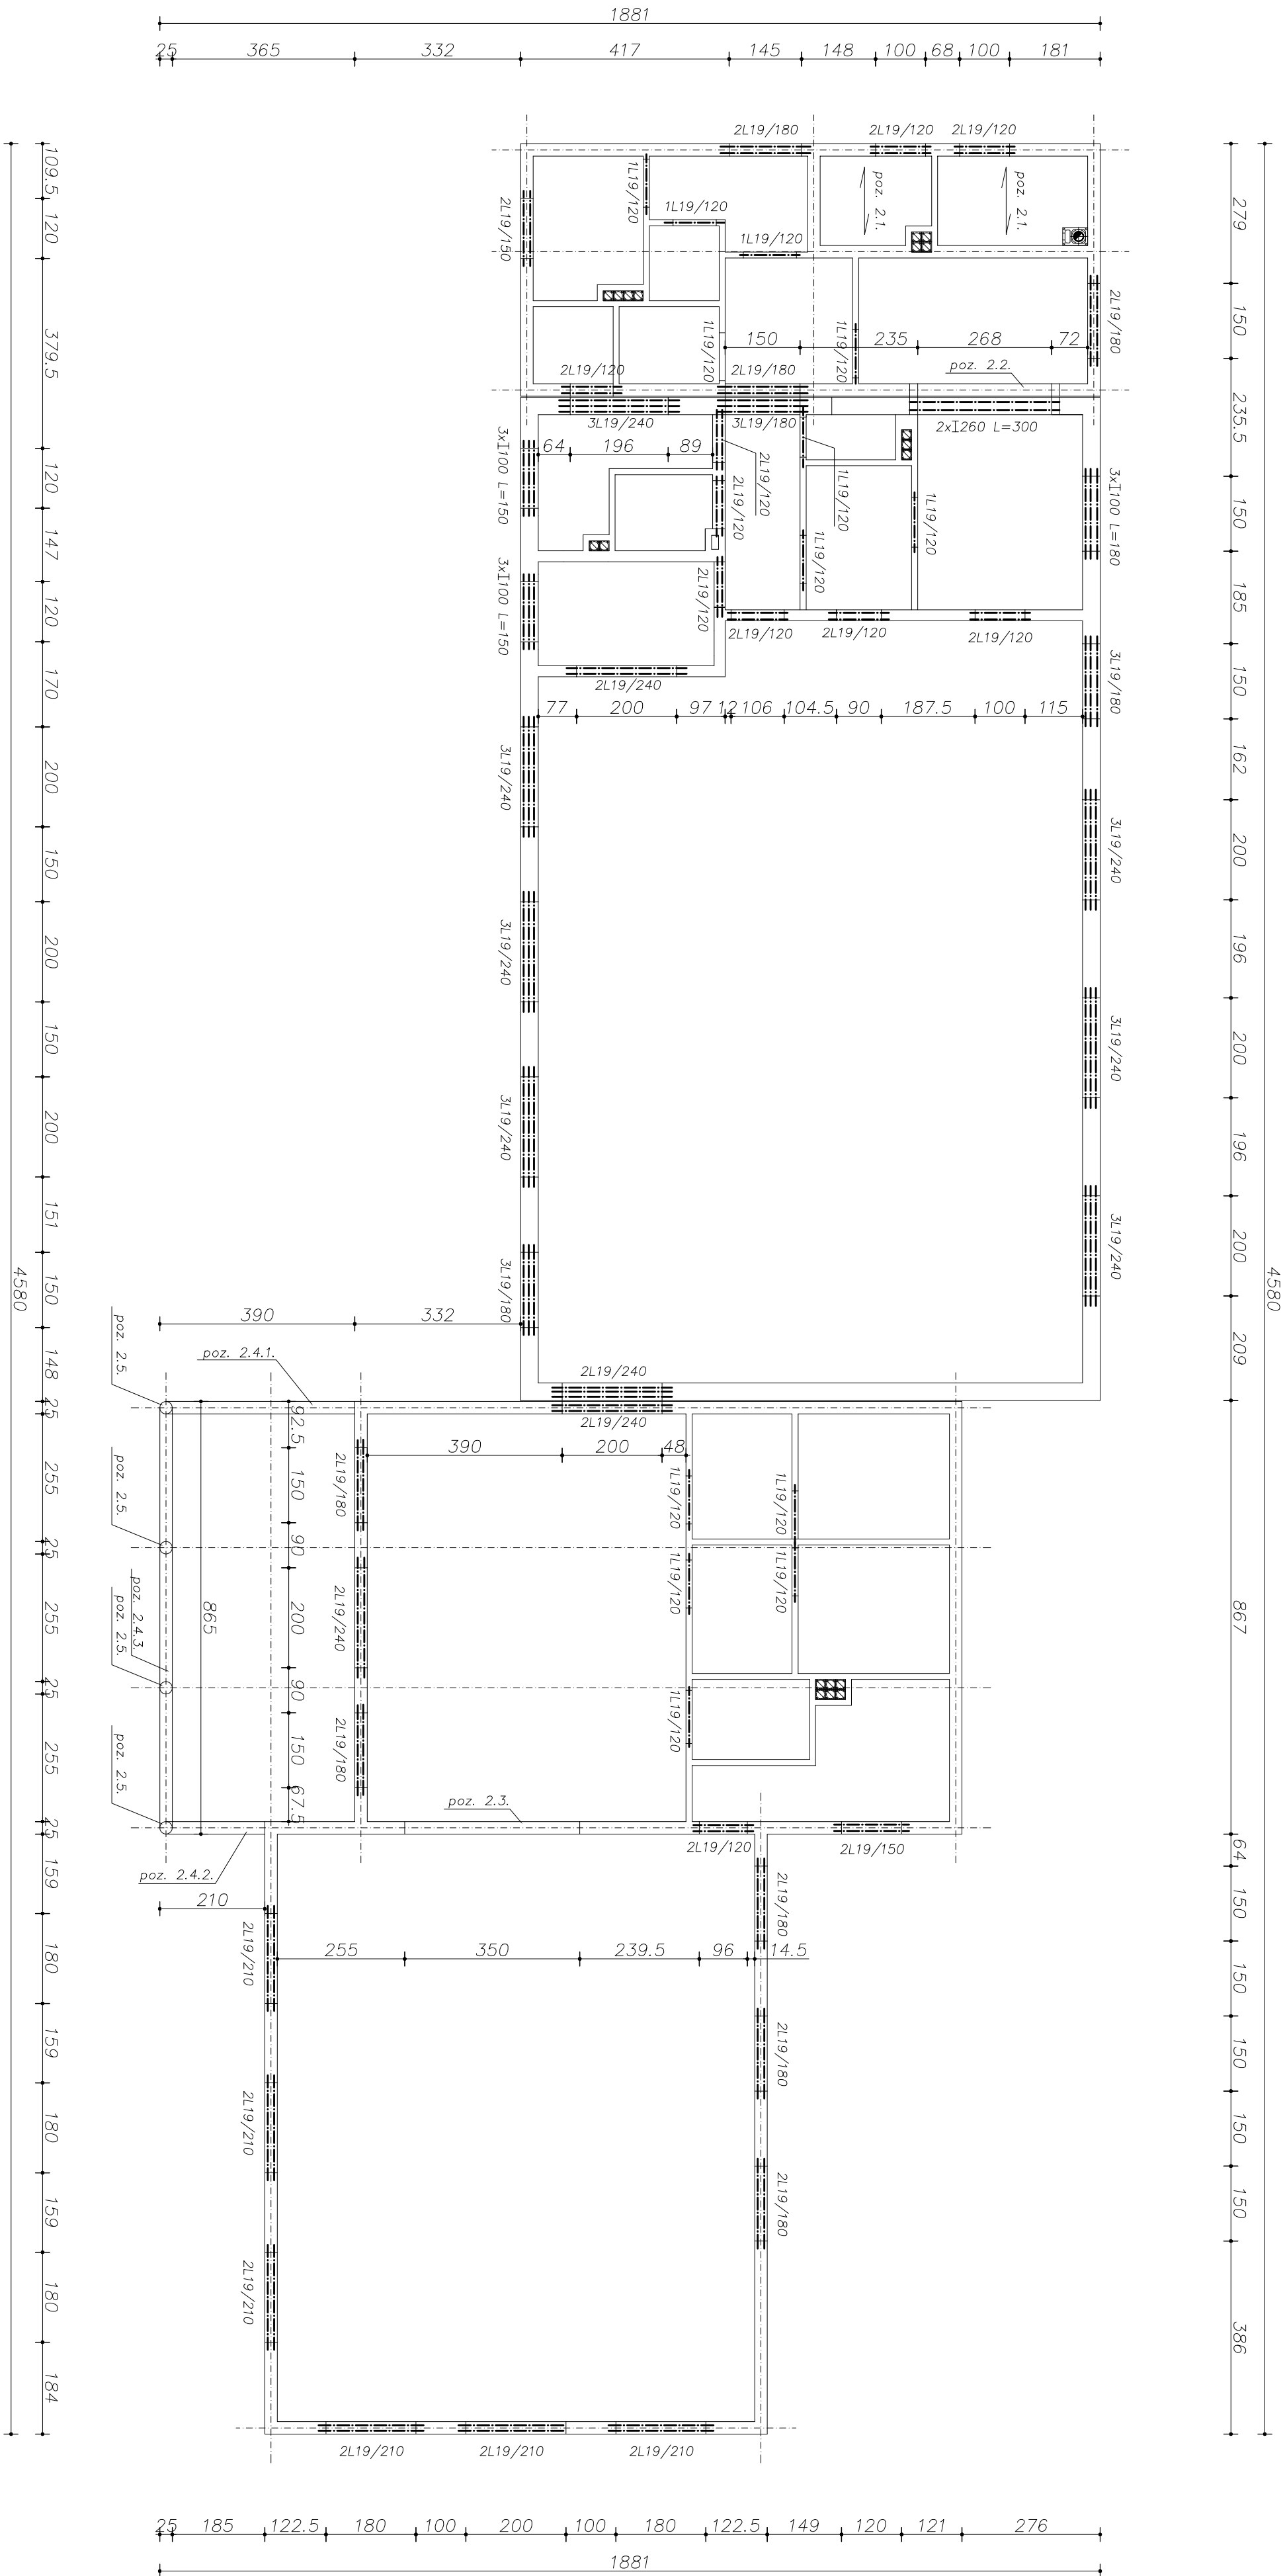 1881
25 365 332 417 145 148 100 68 100 181
2L19/180 2L19/120 2L19/120
109.5
120
379.5
120
147
120
170
200
150
200
150
200
151
150
148
25
255
25
255
25
255
25
159
180
159
180
159
180
184
4580
279
150
235.5
150
185
150
162
200
196
200
196
200
209
867
64
150
150
150
150
150
386
4580
1L19/120
1L19/120
poz. 2.1.
poz. 2.1.
2L19/150
1L19/120
2L19/180
1L19/120
1L19/120
150 235 268 72
poz. 2.2.
2L19/120 2L19/180
3L19/240 3L19/180 2xI260 L=300
3xI100 L=150
64 196 89
2L19/120
2L19/120
1L19/120
1L19/120
3xI100 L=180
1L19/120
3xI100 L=150
2L19/120
2L19/120 2L19/120 2L19/120
2L19/240
3L19/180
77 200 97 12 106 104.5 90 187.5 100 115
3L19/240
3L19/240
3L19/240
3L19/240
3L19/240
3L19/240
3L19/180
390 332
poz. 2.5.
poz. 2.4.1.
2L19/240
2L19/240
92.5
150
90
200
90
150
67.5
865
390 200 48
2L19/180
1L19/120
1L19/120
poz. 2.5.
2L19/240
1L19/120
1L19/120
poz. 2.4.3.
poz. 2.5.
2L19/180
1L19/120
poz. 2.5.
poz. 2.3.
2L19/120 2L19/150
poz. 2.4.2.
210
2L19/180
2L19/210
255 350 239.5 96 14.5
2L19/180
2L19/210
2L19/180
2L19/210
2L19/210 2L19/210 2L19/210
25 185 122.5 180 100 200 100 180 122.5 149 120 121 276
1881